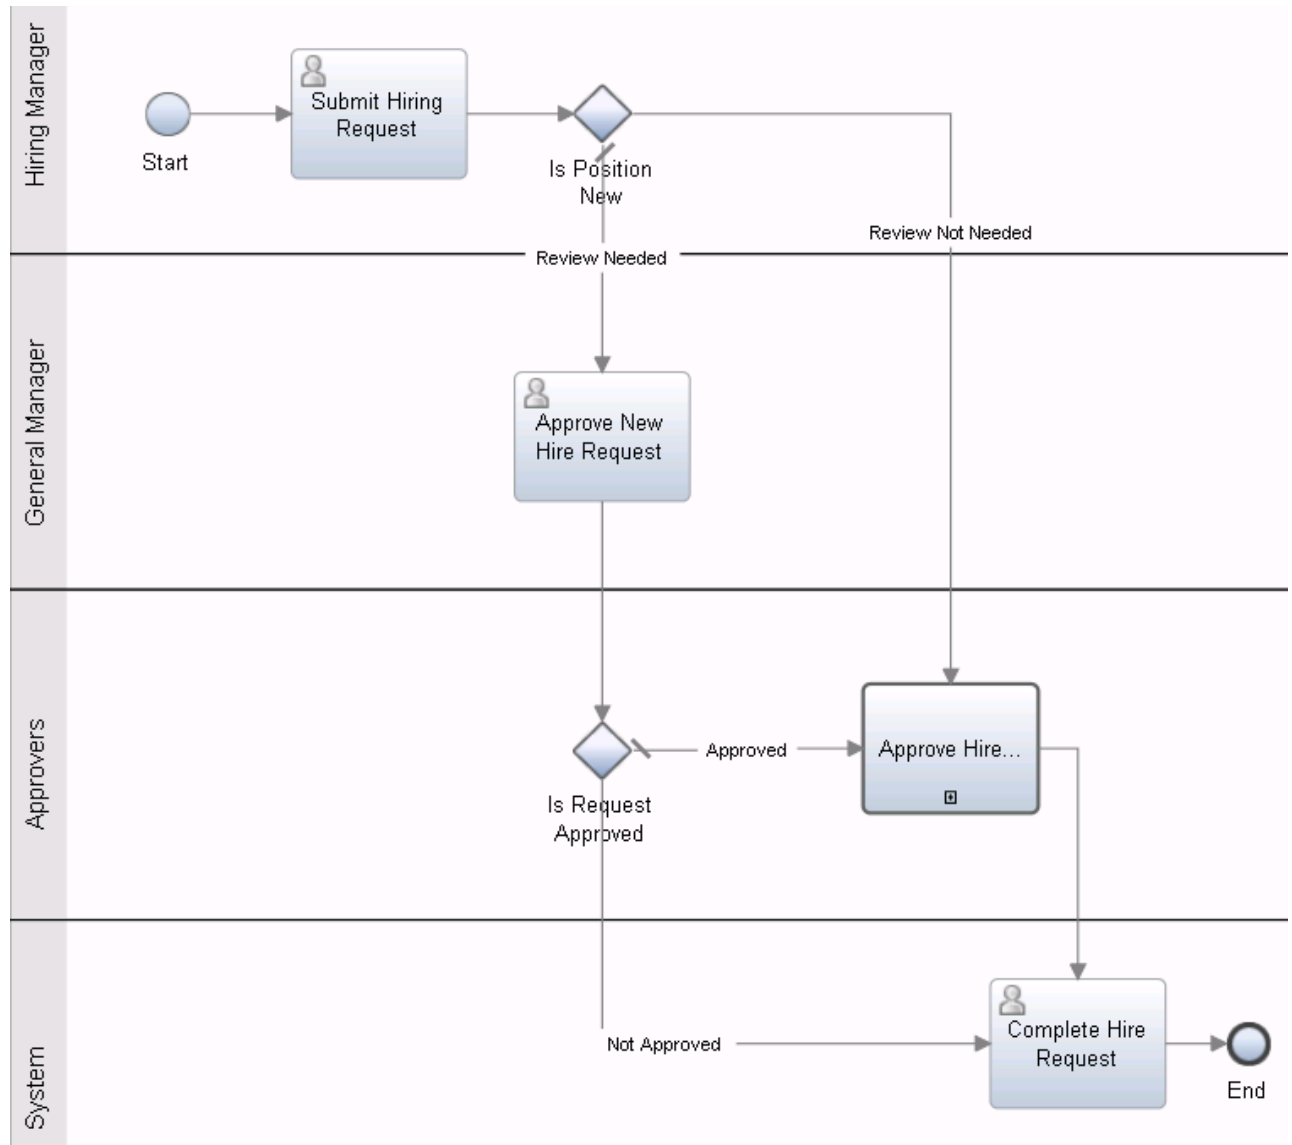 Hiring Manager
Start
Submit Hiring
Request
Is Position
New
Review Not Needed
Review Needed
General Manager
Approve New
Hire Request
Approvers
Is Request
Approved
Approved
Approve Hire...
System
Not Approved
Complete Hire
Request
End